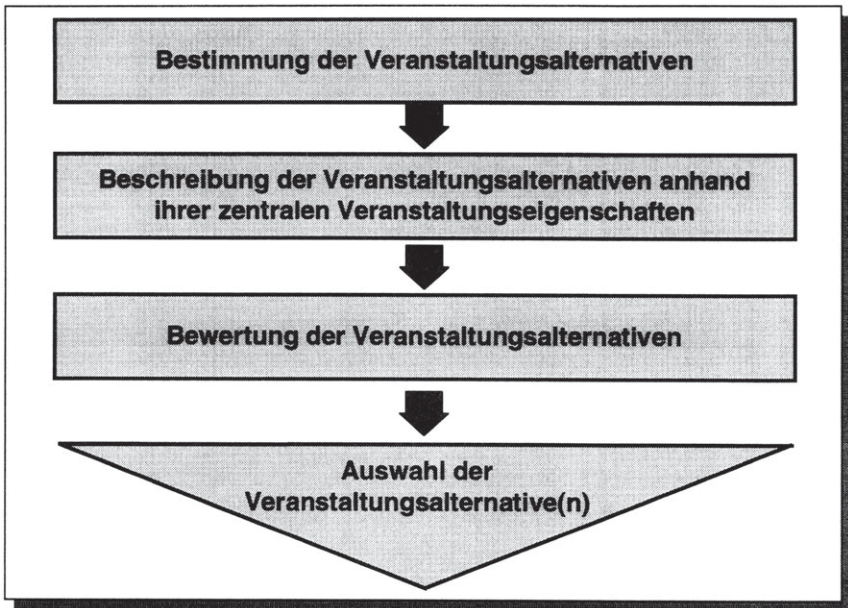 Bestimmung der Veranstaltungsalternativen
Beschreibung der Veranstaltungsalternativen anhand
ihrer zentralen Veranstaltungseigenschaften
Bewertung der Veranstaltungsalternativen
Auswahl der
Veranstaltungsalternative(n)